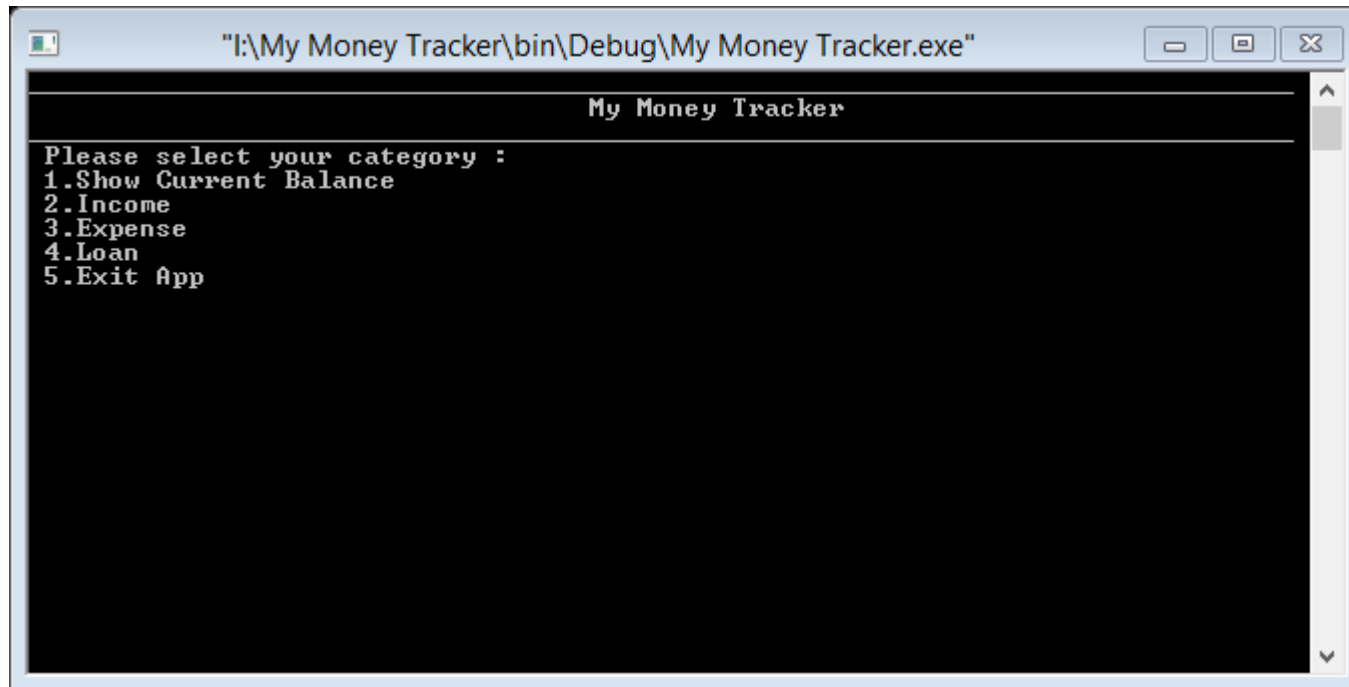 "I:\My Money Tracker\bin\Debug\My Money Tracker.exe"
My Money Tracker
Please select your category :
1.Show Current Balance
2.Income
3.Expense
4.Loan
5.Exit App